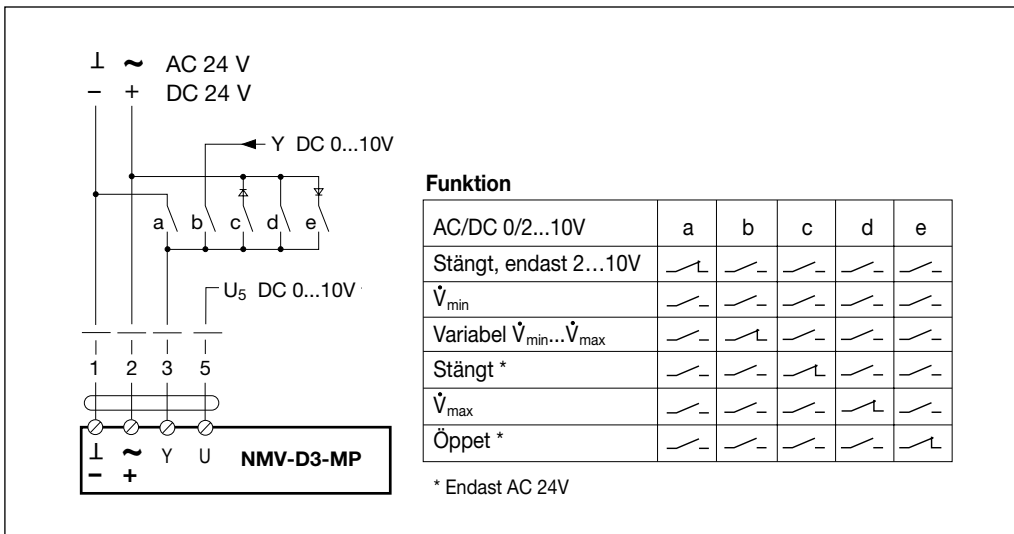 ⊥ ~ AC 24 V
– + DC 24 V
Y DC 0...10V
a b c d e
U₅ DC 0...10V
1 2 3 5
⊥ ~ Y U NMV-D3-MP
– +
Funktion
AC/DC 0/2...10V a b c d e
Stängt, endast 2…10V
V̇min
Variabel V̇min...V̇max
Stängt *
V̇max
Öppet *
* Endast AC 24V